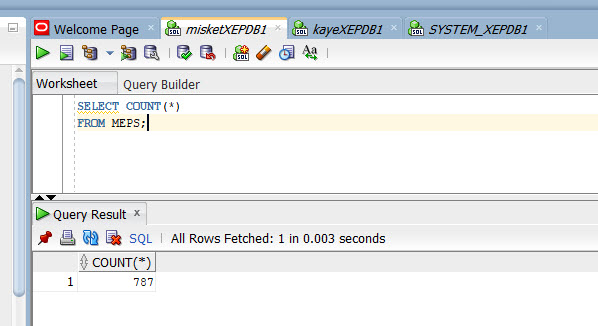 Welcome Page x misketXEPDB1 x kayeXEPDB1 x SYSTEM_XEPDB1
Worksheet Query Builder
SELECT COUNT(*)
FROM MEPS;
Query Result x
SQL | All Rows Fetched: 1 in 0.003 seconds
COUNT(*)
1 787